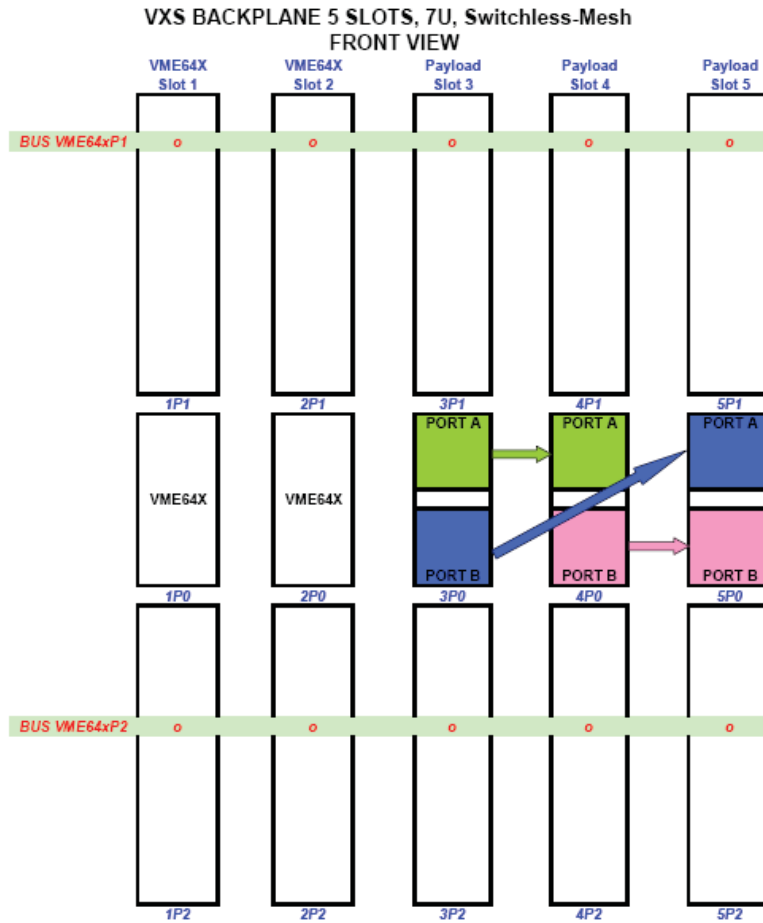 VXS BACKPLANE 5 SLOTS, 7U, Switchless-Mesh
FRONT VIEW
VME64X VME64X Payload Payload Payload
Slot 1 Slot 2 Slot 3 Slot 4 Slot 5
BUS VME64xP1 o o o o o
1P1 2P1 3P1 4P1 5P1
PORT A PORT A PORT A
VME64X VME64X
PORT B PORT B PORT B
1P0 2P0 3P0 4P0 5P0
BUS VME64xP2 o o o o o
1P2 2P2 3P2 4P2 5P2